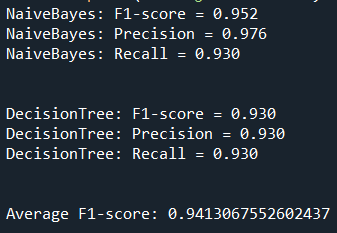 NaiveBayes: F1-score = 0.952
NaiveBayes: Precision = 0.976
NaiveBayes: Recall = 0.930
DecisionTree: F1-score = 0.930
DecisionTree: Precision = 0.930
DecisionTree: Recall = 0.930
Average F1-score: 0.9413067552602437